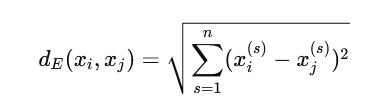 d_E(x_i, x_j) = \sqrt{\sum_{s=1}^{n} (x_i^{(s)} - x_j^{(s)})^2}